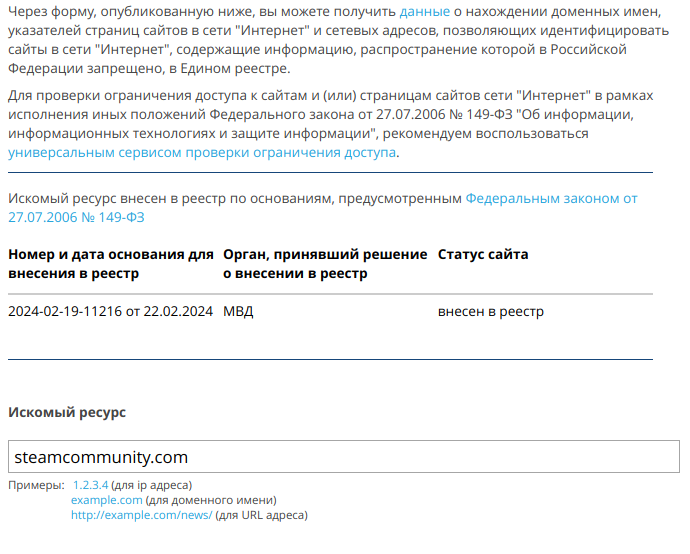 Через форму, опубликованную ниже, вы можете получить данные о нахождении доменных имен,
указателей страниц сайтов в сети "Интернет" и сетевых адресов, позволяющих идентифицировать
сайты в сети "Интернет", содержащие информацию, распространение которой в Российской
Федерации запрещено, в Едином реестре.
Для проверки ограничения доступа к сайтам и (или) страницам сайтов сети "Интернет" в рамках
исполнения иных положений Федерального закона от 27.07.2006 № 149-ФЗ "Об информации,
информационных технологиях и защите информации", рекомендуем воспользоваться
универсальным сервисом проверки ограничения доступа.
Искомый ресурс внесен в реестр по основаниям, предусмотренным Федеральным законом от
27.07.2006 № 149-ФЗ
Номер и дата основания для Орган, принявший решение Статус сайта
внесения в реестр о внесении в реестр
2024-02-19-11216 от 22.02.2024 МВД внесен в реестр
Искомый ресурс
steamcommunity.com
Примеры: 1.2.3.4 (для ip адреса)
example.com (для доменного имени)
http://example.com/news/ (для URL адреса)